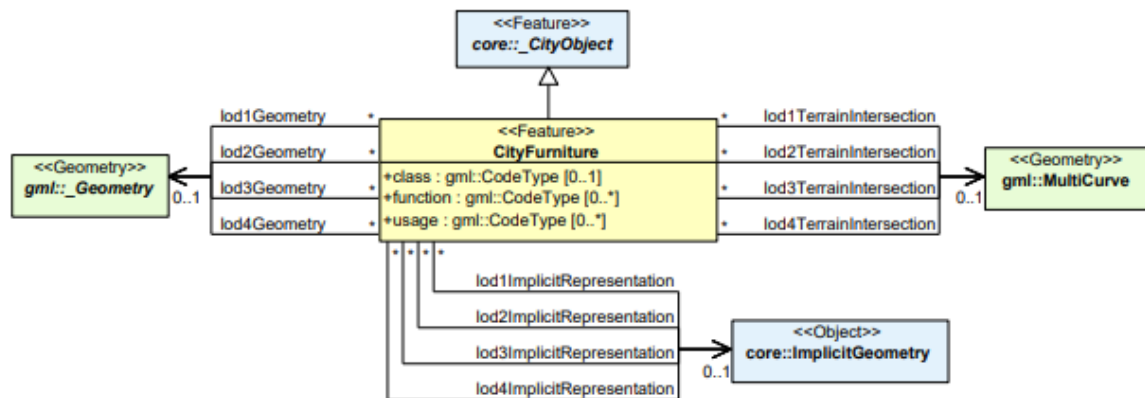 <<Feature>>
core::_CityObject
lod1Geometry * * lod1TerrainIntersection
<<Feature>>
CityFurniture
lod2Geometry * * lod2TerrainIntersection
<<Geometry>>
gml::_Geometry
0..1
<<Geometry>>
gml::MultiCurve
0..1
+class : gml::CodeType [0..1]
lod3Geometry * * lod3TerrainIntersection
+function : gml::CodeType [0..*]
+usage : gml::CodeType [0..*]
lod4Geometry * * lod4TerrainIntersection
* * * *
lod1ImplicitRepresentation
lod2ImplicitRepresentation
<<Object>>
core::ImplicitGeometry
0..1
lod3ImplicitRepresentation
lod4ImplicitRepresentation